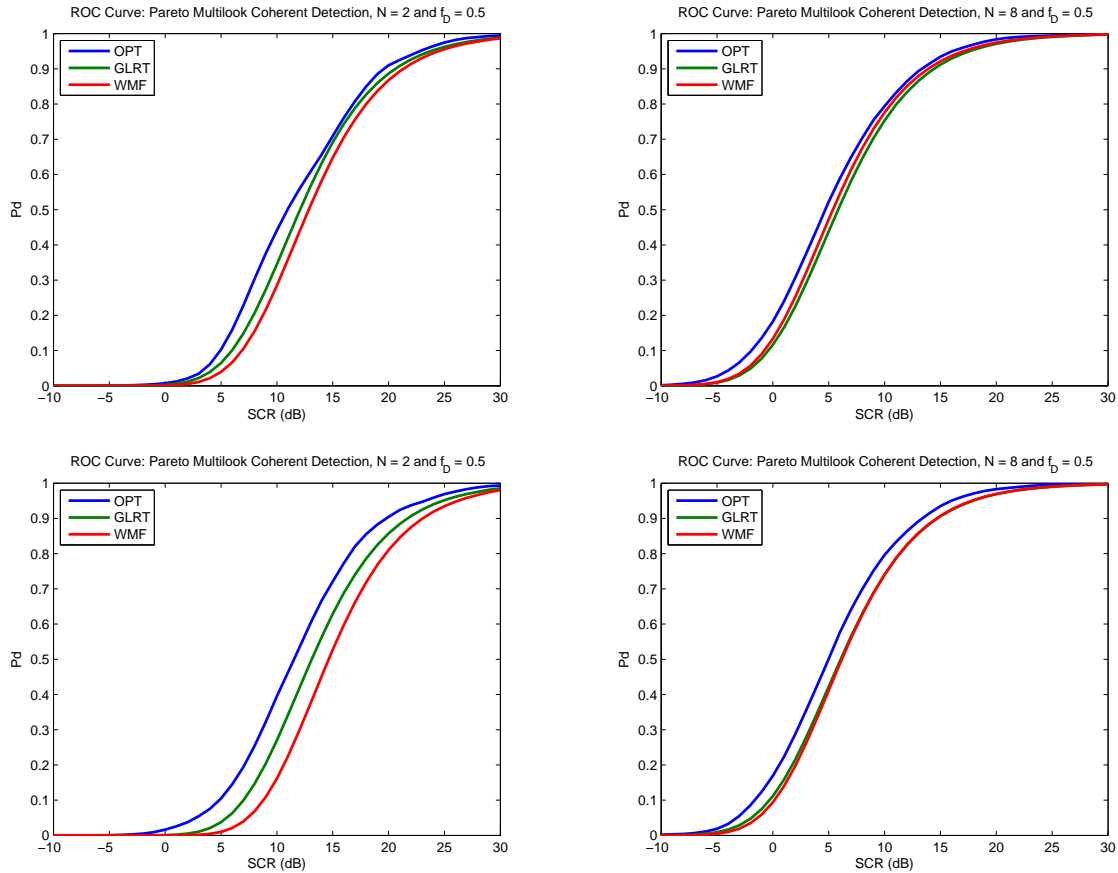 ROC Curve: Pareto Multilook Coherent Detection, N = 2 and f_D = 0.5
1
0.9
0.8
0.7
0.6
0.5
0.4
0.3
0.2
0.1
0
Pd
OPT
GLRT
WMF
−10 −5 0 5 10 15 20 25 30
SCR (dB)
ROC Curve: Pareto Multilook Coherent Detection, N = 8 and f_D = 0.5
1
0.9
0.8
0.7
0.6
0.5
0.4
0.3
0.2
0.1
0
Pd
OPT
GLRT
WMF
−10 −5 0 5 10 15 20 25 30
SCR (dB)
ROC Curve: Pareto Multilook Coherent Detection, N = 2 and f_D = 0.5
1
0.9
0.8
0.7
0.6
0.5
0.4
0.3
0.2
0.1
0
Pd
OPT
GLRT
WMF
−10 −5 0 5 10 15 20 25 30
SCR (dB)
ROC Curve: Pareto Multilook Coherent Detection, N = 8 and f_D = 0.5
1
0.9
0.8
0.7
0.6
0.5
0.4
0.3
0.2
0.1
0
Pd
OPT
GLRT
WMF
−10 −5 0 5 10 15 20 25 30
SCR (dB)